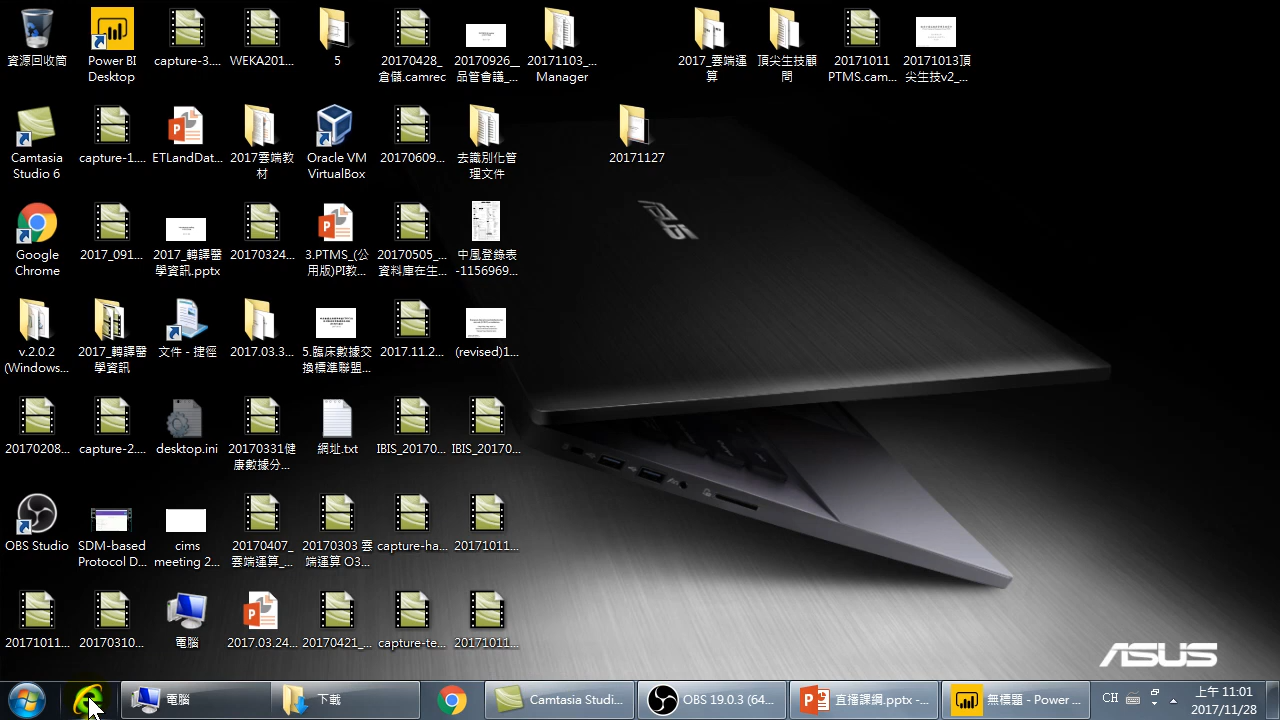 資源回收筒
Power BI
Desktop
capture-3....
WEKA201...
5
20170428_
倉儲.camrec
20170926__
品管會議_...
20171103_...
Manager
2017_雲端運
算
頂尖生技顧
問
20171011
PTMS.cam...
20171013頂
尖生技v2_...
Camtasia
Studio 6
capture-1....
ETLandDat...
2017雲端教
材
Oracle VM
VirtualBox
20170609...
去識別化管
理文件
20171127
Google
Chrome
2017_091...
2017_轉譯醫
學資訊.pptx
20170324...
3.PTMS_(公
用版)PI教...
20170505_...
資料庫在生...
中風登錄表
-1156969...
v.2.0.2
(Windows...
2017_轉譯醫
學資訊
文件 - 捷徑
2017.03.3...
5.臨床數據交
換標準聯盟...
2017.11.2...
(revised)1...
20170208...
capture-2....
desktop.ini
20170331健
康數據分...
網址.txt
IBIS_20170...
IBIS_20170...
OBS Studio
SDM-based
Protocol D...
cims
meeting 2...
20170407_
雲端運算_...
20170303 雲
端運算 O3...
capture-ha...
20171011...
20171011...
20170310...
電腦
2017.03.24...
20170421_...
capture-te...
20171011...
ASUS
電腦
下載
Camtasia Studi...
OBS 19.0.3 (64...
直播課綱.pptx -...
無標題 - Power ...
CH
上午 11:01
2017/11/28